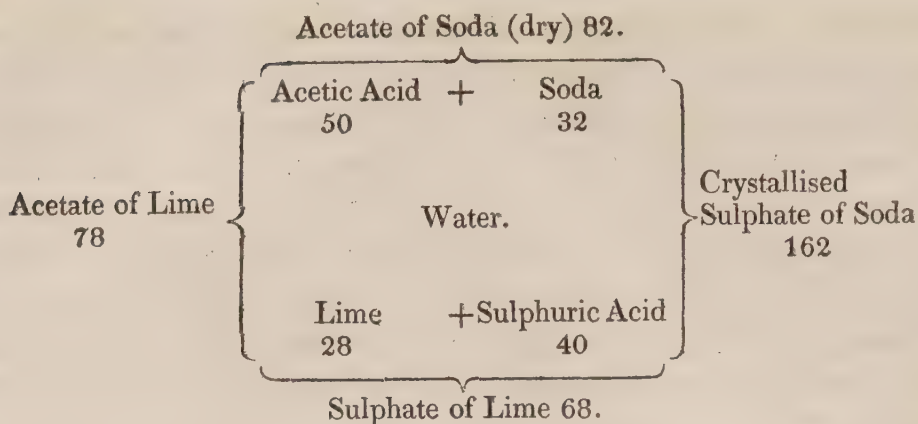 Acetate of Soda (dry) 82.
Acetic Acid + Soda
50 32
Acetate of Lime
78
Water.
Crystallised
Sulphate of Soda
162
Lime +Sulphuric Acid
28 40
Sulphate of Lime 68.